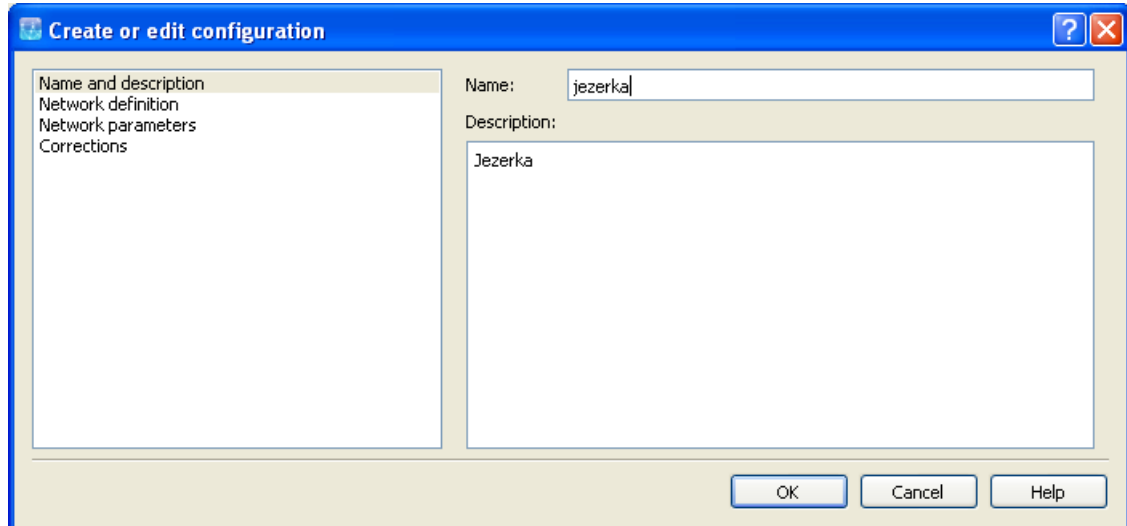 Create or edit configuration
Name and description
Network definition
Network parameters
Corrections
Name:
jezerka
Description:
Jezerka
OK
Cancel
Help